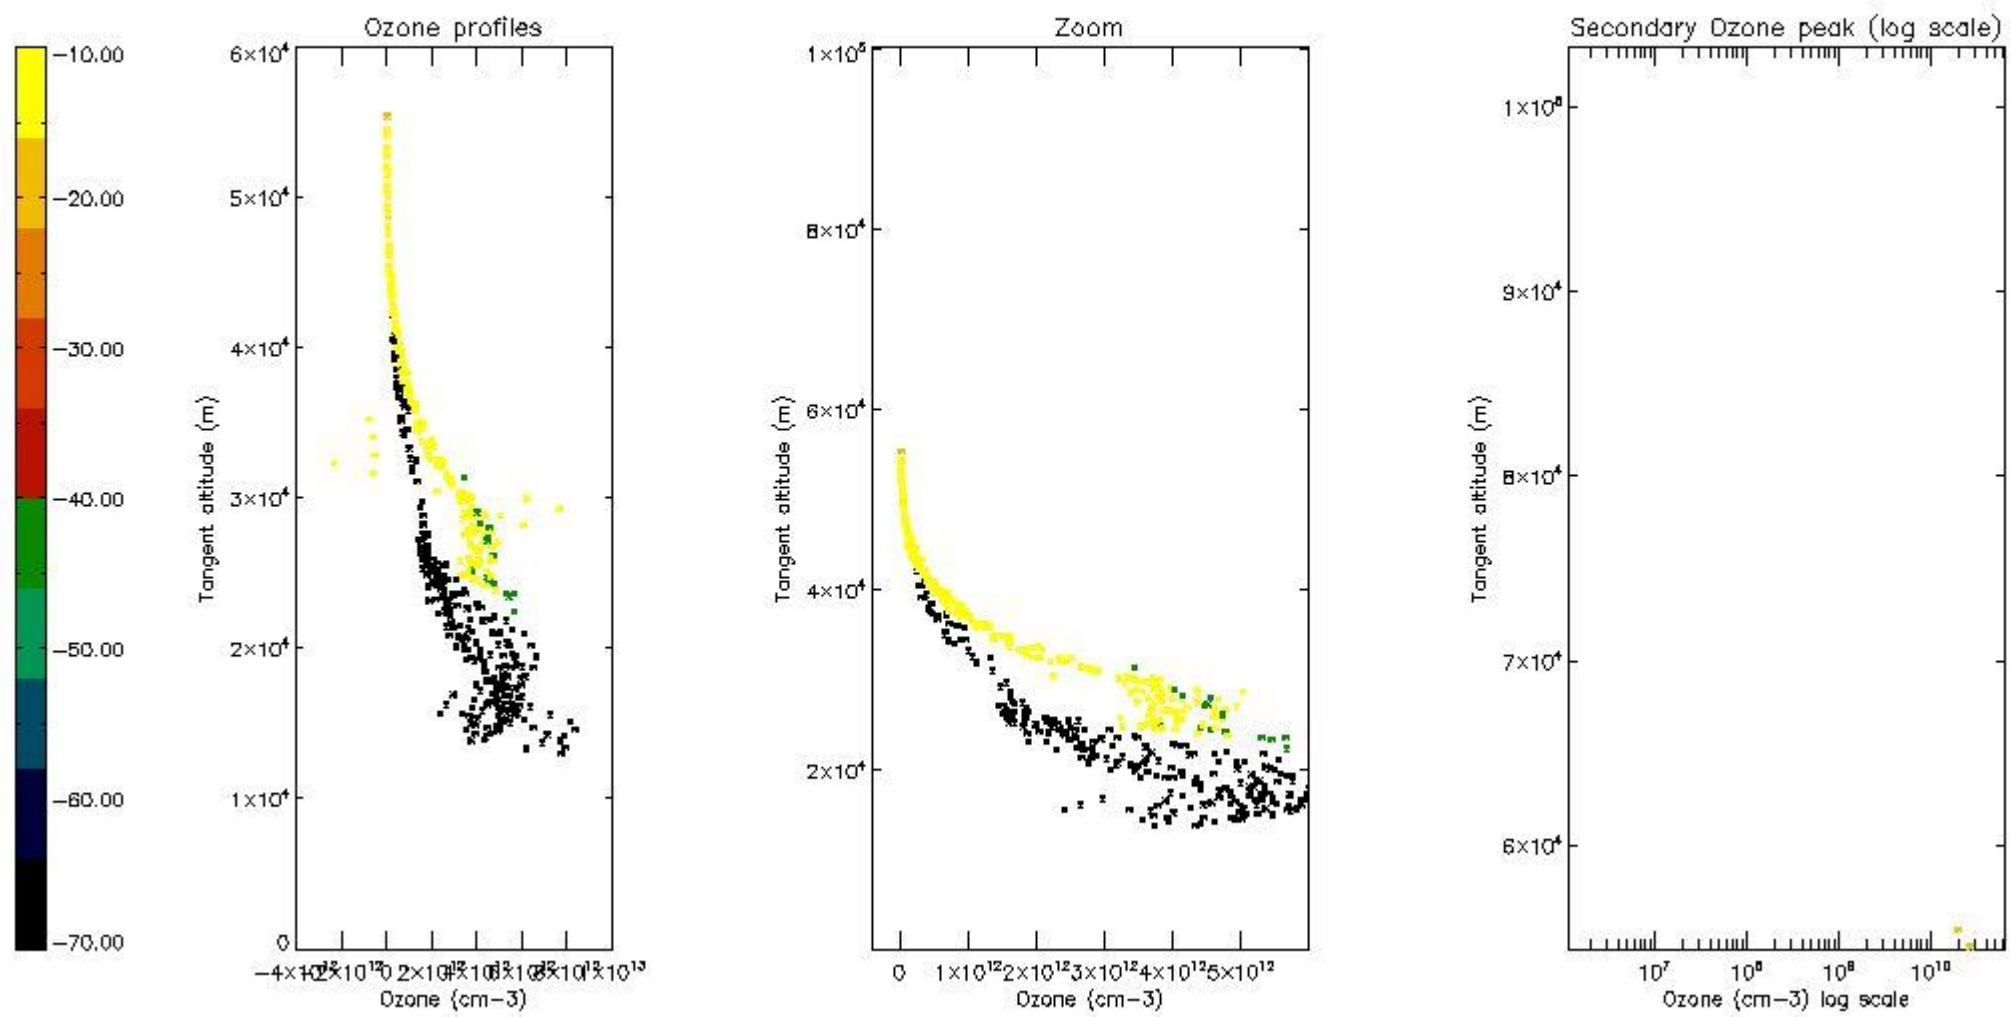 Ozone profiles
Zoom
Secondary Ozone peak (log scale)
−10.00
−20.00
−30.00
−40.00
−50.00
−60.00
−70.00
6×10⁴
5×10⁴
4×10⁴
3×10⁴
2×10⁴
1×10⁴
0
Tangent altitude (m)
Ozone (cm−3)
1×10⁵
8×10⁴
6×10⁴
4×10⁴
2×10⁴
Tangent altitude (m)
0 1×10¹² 2×10¹² 3×10¹² 4×10¹² 5×10¹²
Ozone (cm−3)
9×10⁴
8×10⁴
7×10⁴
6×10⁴
Tangent altitude (m)
10⁷ 10⁸ 10⁹ 10¹⁰
Ozone (cm−3) log scale